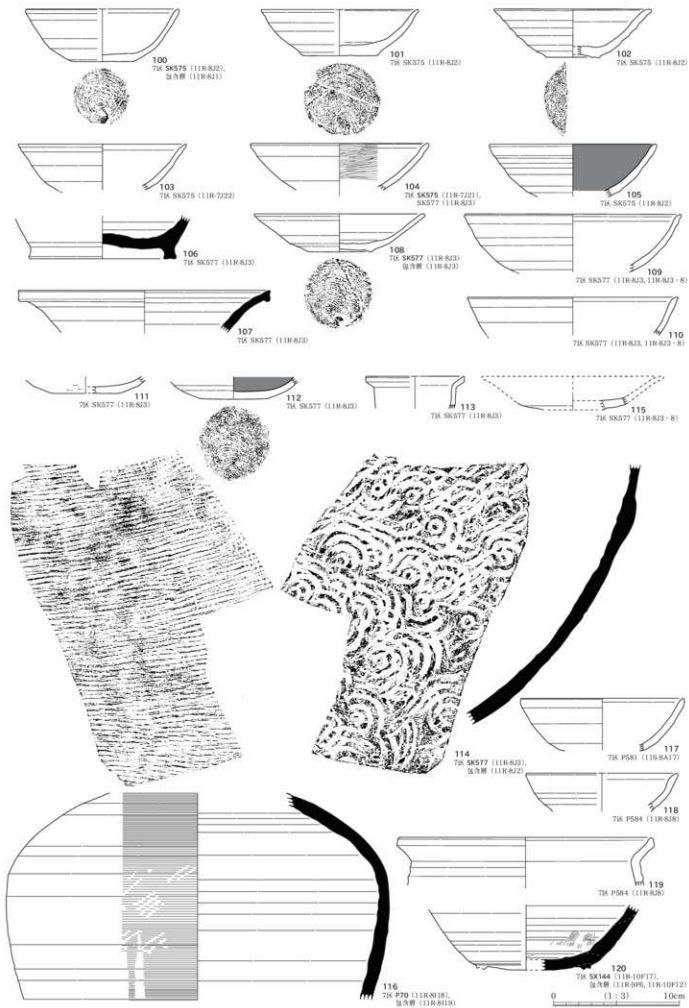 100
7区 SK575 (11R-8J2),
包含層 (11R-8J1)
101
7区 SK575 (11R-8J2)
102
7区 SK575 (11R-8J2)
103
7区 SK575 (11R-7J22)
104
7区 SK575 (11R-7J21),
SK577 (11R-8J3)
105
7区 SK575 (11R-8J2)
106
7区 SK577 (11R-8J3)
108
7区 SK577 (11R-8J3)
包含層 (11R-8J3)
109
7区 SK577 (11R-8J3, 11R-8J3・8)
107
7区 SK577 (11R-8J3)
110
7区 SK577 (11R-8J3, 11R-8J3・8)
111
7区 SK577 (11R-8J3)
112
7区 SK577 (11R-8J3)
113
7区 SK577 (11R-8J3)
115
7区 SK577 (11R-8J3・8)
114
7区 SK577 (11R-8J3),
包含層 (11R-8J2)
117
7区 P581 (11S-8A17)
118
7区 P584 (11R-8J8)
119
7区 P584 (11R-8J8)
116
7区 P70 (11R-8I18),
包含層 (11R-8I19)
120
7区 SX144 (11R-10F17),
包含層 (11R-9F6, 11R-10F12)
0 (1:3) 10cm